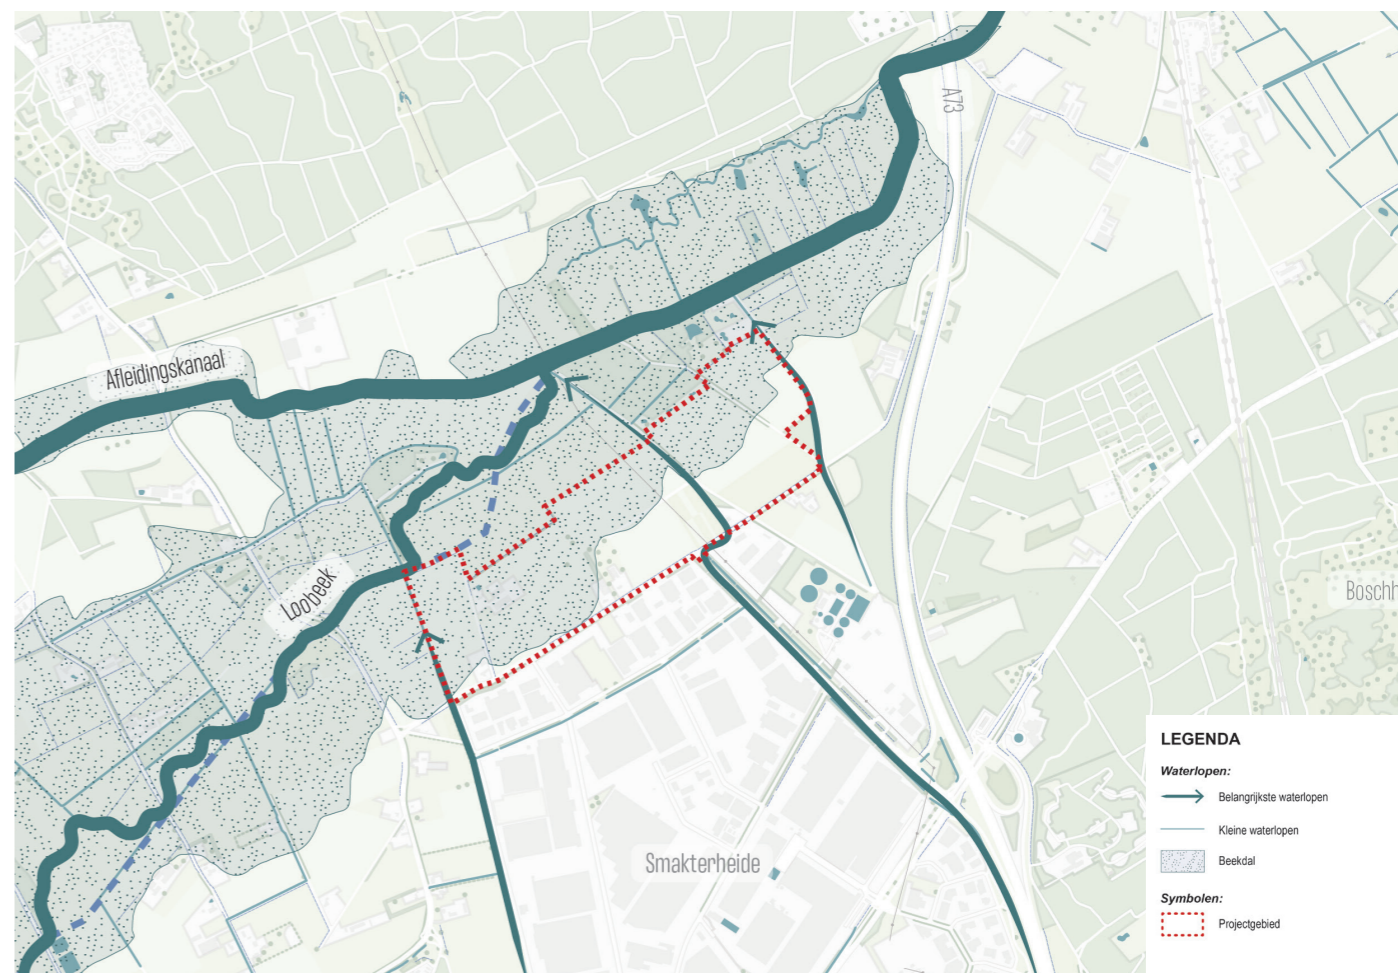 A73
Afleidingskanaal
Loobeek
Boschh
Smakterheide
LEGENDA
Waterlopen:
Belangrijkste waterlopen
Kleine waterlopen
Beekdal
Symbolen:
Projectgebied